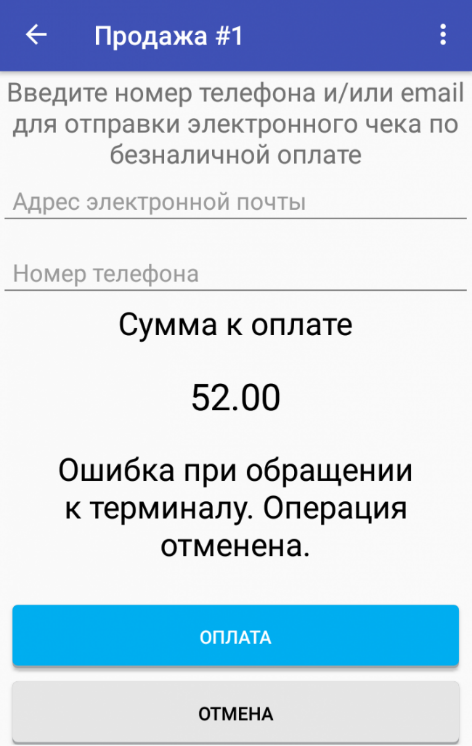 Продажа #1
Введите номер телефона и/или email
для отправки электронного чека по
безналичной оплате
Адрес электронной почты
Номер телефона
Сумма к оплате
52.00
Ошибка при обращении
к терминалу. Операция
отменена.
ОПЛАТА
ОТМЕНА